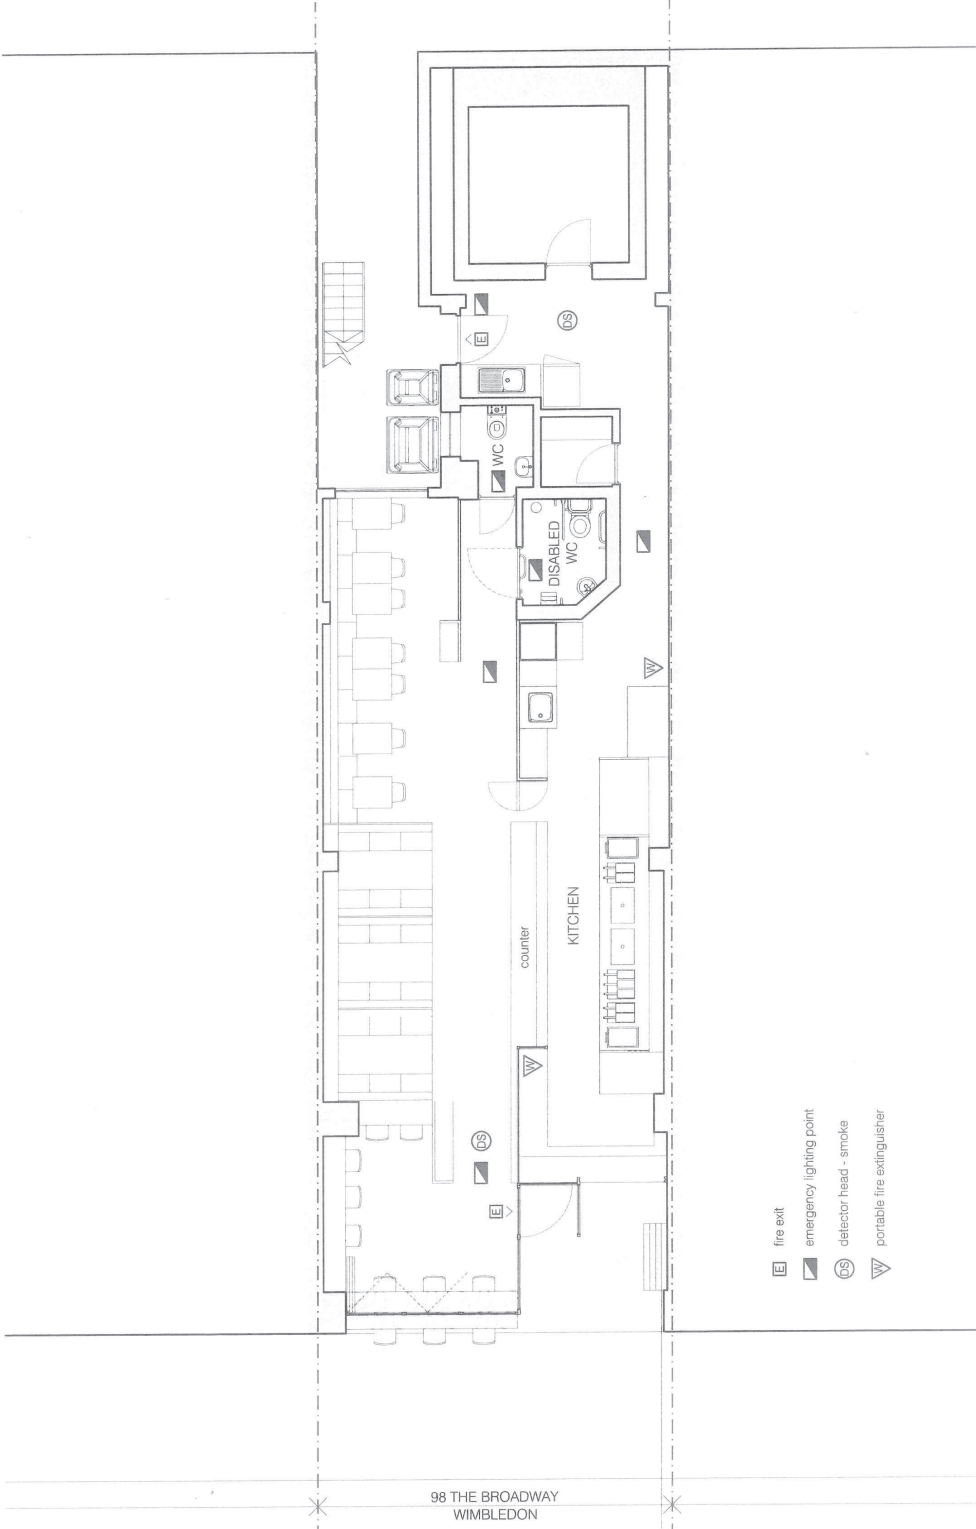 E
DS
WC
DISABLED
WC
W
counter
KITCHEN
W
DS
E
E fire exit
emergency lighting point
DS detector head - smoke
W portable fire extinguisher
98 THE BROADWAY
WIMBLEDON